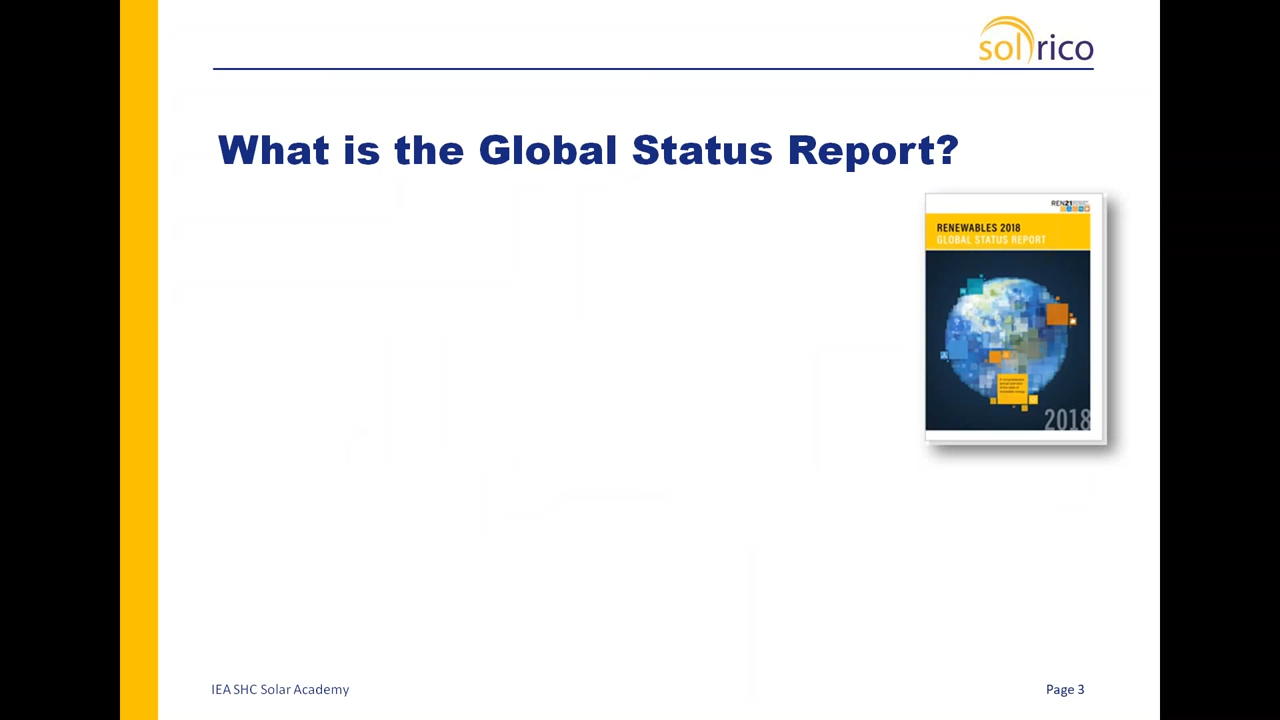 solrico
What is the Global Status Report?
REN21
RENEWABLES 2018
GLOBAL STATUS REPORT
2018
IEA SHC Solar Academy
Page 3